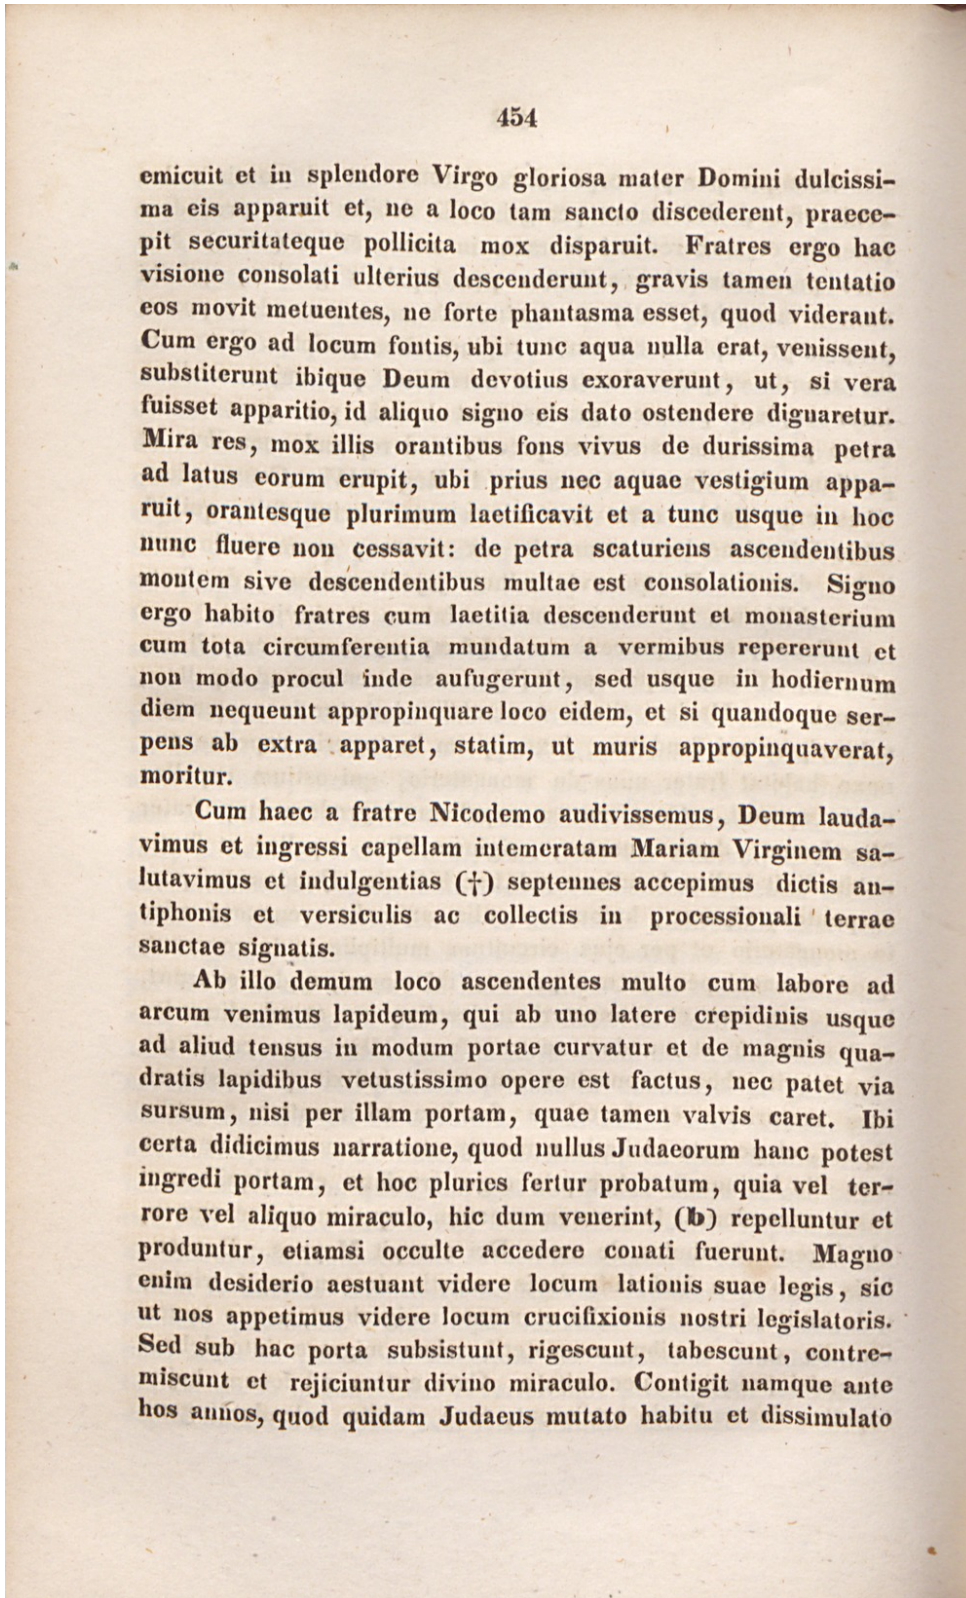 454
emicuit et in splendore Virgo gloriosa mater Domini dulcissi-
ma eis apparuit et, ne a loco tam sancto discederent, praece-
pit securitateque pollicita mox disparuit. Fratres ergo hac
visione consolati ulterius descenderunt, gravis tamen tentatio
eos movit metuentes, ne forte phantasma esset, quod viderant.
Cum ergo ad locum fontis, ubi tunc aqua nulla erat, venissent,
substiterunt ibique Deum devotius exoraverunt, ut, si vera
fuisset apparitio, id aliquo signo eis dato ostendere dignaretur.
Mira res, mox illis orantibus fons vivus de durissima petra
ad latus eorum erupit, ubi prius nec aquae vestigium appa-
ruit, orantesque plurimum laetificavit et a tunc usque in hoc
nunc fluere non cessavit: de petra scaturiens ascendentibus
montem sive descendentibus multae est consolationis. Signo
ergo habito fratres cum laetitia descenderunt et monasterium
cum tota circumferentia mundatum a vermibus repererunt et
non modo procul inde aufugerunt, sed usque in hodiernum
diem nequeunt appropinquare loco eidem, et si quandoque ser-
pens ab extra apparet, statim, ut muris appropinquaverat,
moritur.
Cum haec a fratre Nicodemo audivissemus, Deum lauda-
vimus et ingressi capellam intemeratam Mariam Virginem sa-
lutavimus et indulgentias (†) septennes accepimus dictis an-
tiphonis et versiculis ac collectis in processionali terrae
sanctae signatis.
Ab illo demum loco ascendentes multo cum labore ad
arcum venimus lapideum, qui ab uno latere crepidinis usque
ad aliud tensus in modum portae curvatur et de magnis qua-
dratis lapidibus vetustissimo opere est factus, nec patet via
sursum, nisi per illam portam, quae tamen valvis caret. Ibi
certa didicimus narratione, quod nullus Judaeorum hanc potest
ingredi portam, et hoc pluries fertur probatum, quia vel ter-
rore vel aliquo miraculo, hic dum venerint, (b) repelluntur et
produntur, etiamsi occulte accedere conati fuerunt. Magno
enim desiderio aestuant videre locum lationis suae legis, sic
ut nos appetimus videre locum crucifixionis nostri legislatoris.
Sed sub hac porta subsistunt, rigescunt, tabescunt, contre-
miscunt et rejiciuntur divino miraculo. Contigit namque ante
hos annos, quod quidam Judaeus mutato habitu et dissimulato